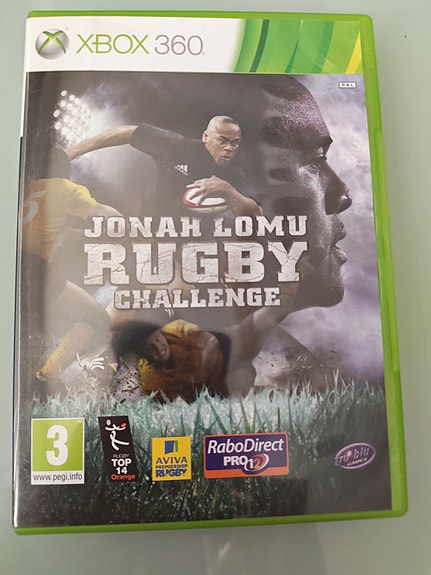 XBOX 360
PAL
JONAH LOMU
RUGBY
CHALLENGE
3
www.pegi.info
RUGBY
TOP
14
Orange
AVIVA
PREMIERSHIP
RUGBY
RaboDirect
PRO12
GAMES